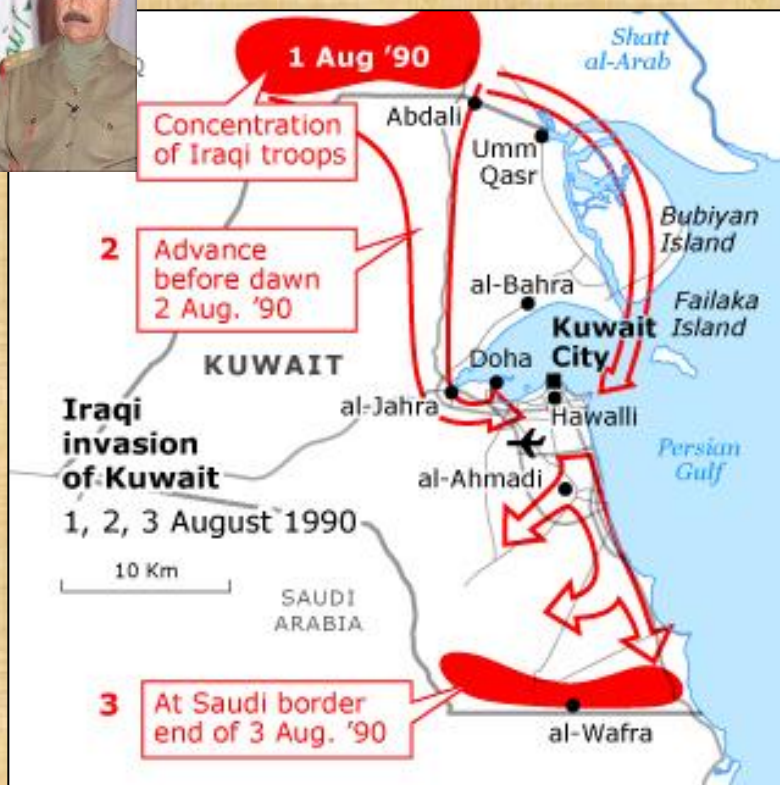 1 Aug '90
Shatt
al-Arab
Concentration
of Iraqi troops
Abdali
Umm
Qasr
2
Advance
before dawn
2 Aug. '90
Bubiyan
Island
al-Bahra
Failaka
Island
Kuwait
City
KUWAIT
Doha
al-Jahra
Hawalli
Iraqi
invasion
of Kuwait
1, 2, 3 August 1990
Persian
Gulf
al-Ahmadi
10 Km
SAUDI
ARABIA
3
At Saudi border
end of 3 Aug. '90
al-Wafra